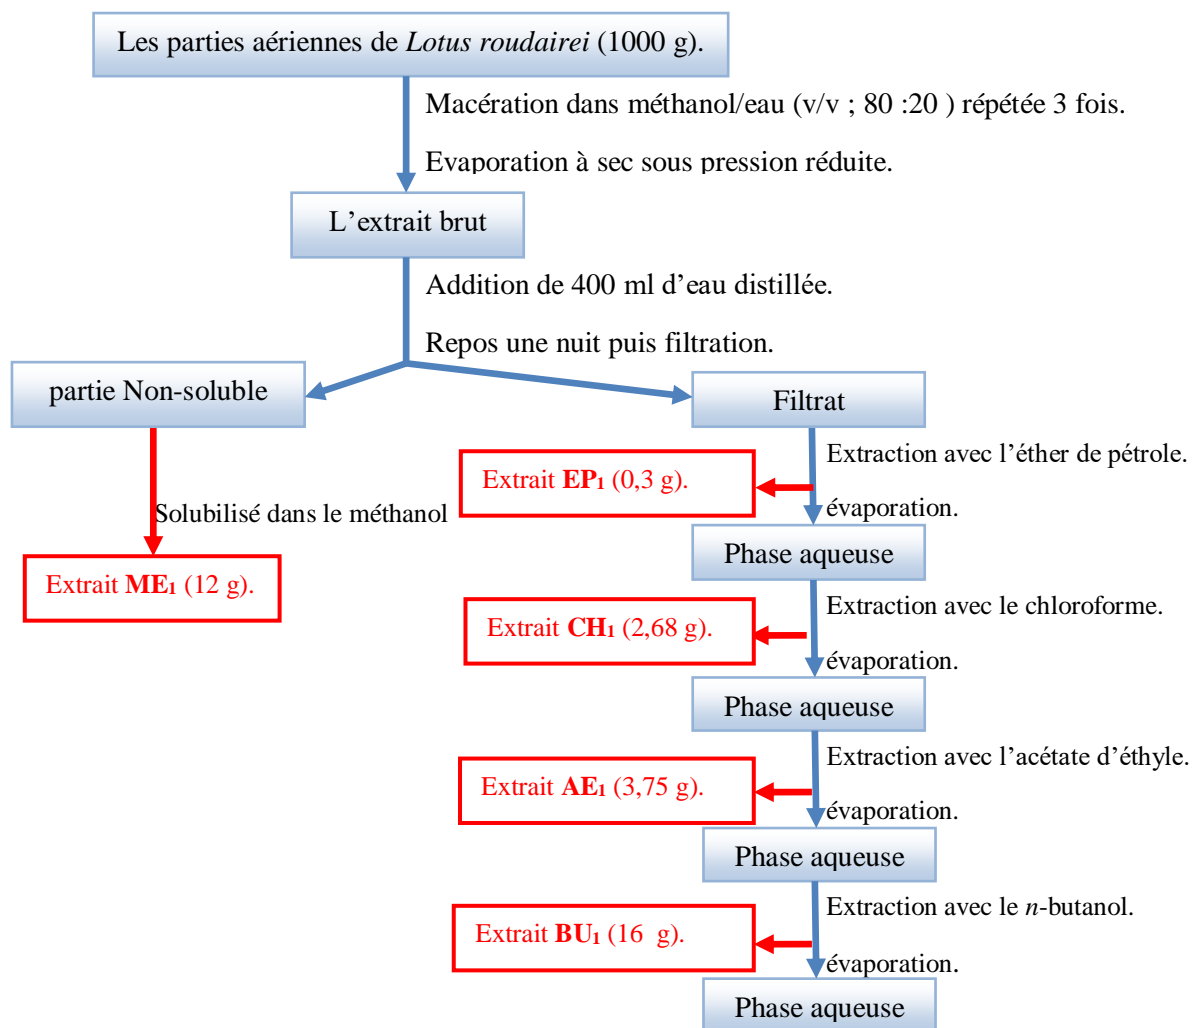 Les parties aériennes de Lotus roudairei (1000 g).
Macération dans méthanol/eau (v/v ; 80 :20 ) répétée 3 fois.
Evaporation à sec sous pression réduite.
L’extrait brut
Addition de 400 ml d’eau distillée.
Repos une nuit puis filtration.
partie Non-soluble
Filtrat
Extraction avec l’éther de pétrole.
Extrait EP₁ (0,3 g).
évaporation.
Solubilisé dans le méthanol
Phase aqueuse
Extrait ME₁ (12 g).
Extraction avec le chloroforme.
Extrait CH₁ (2,68 g).
évaporation.
Phase aqueuse
Extraction avec l’acétate d’éthyle.
Extrait AE₁ (3,75 g).
évaporation.
Phase aqueuse
Extraction avec le n-butanol.
Extrait BU₁ (16 g).
évaporation.
Phase aqueuse